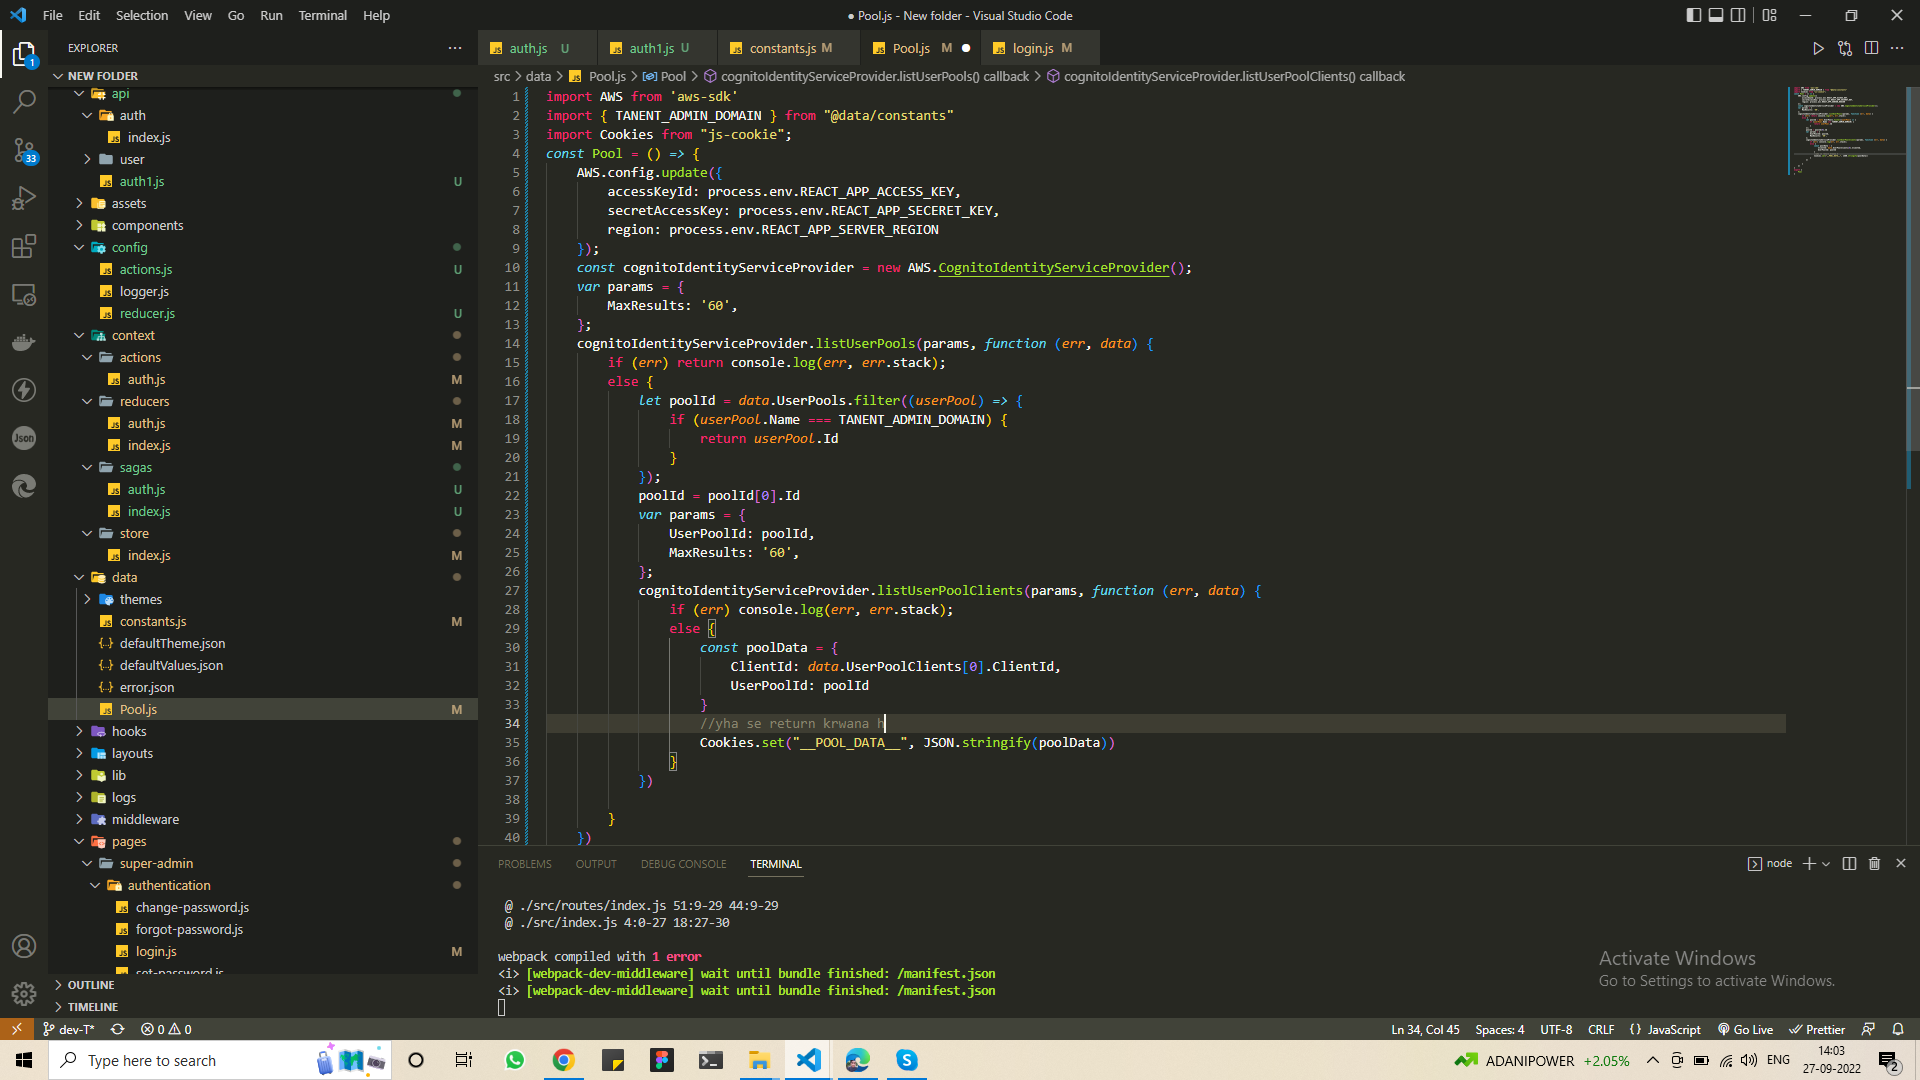 File Edit Selection View Go Run Terminal Help
● Pool.js - New folder - Visual Studio Code
EXPLORER
NEW FOLDER
api
auth
index.js
user
auth1.js U
assets
components
config
actions.js U
logger.js
reducer.js U
context
actions
auth.js M
reducers
auth.js M
index.js M
sagas
auth.js U
index.js U
store
index.js M
data
themes
constants.js M
defaultTheme.json
defaultValues.json
error.json
Pool.js M
hooks
layouts
lib
logs
middleware
pages
super-admin
authentication
change-password.js
forgot-password.js
login.js M
set-password.js
OUTLINE
TIMELINE
1
33
Json
auth.js U auth1.js U constants.js M Pool.js M ● login.js M
src > data > Pool.js > Pool > cognitoIdentityServiceProvider.listUserPools() callback > cognitoIdentityServiceProvider.listUserPoolClients() callback
1 import AWS from 'aws-sdk'
2 import { TANENT_ADMIN_DOMAIN } from "@data/constants"
3 import Cookies from "js-cookie";
4 const Pool = () => {
5 AWS.config.update({
6 accessKeyId: process.env.REACT_APP_ACCESS_KEY,
7 secretAccessKey: process.env.REACT_APP_SECERET_KEY,
8 region: process.env.REACT_APP_SERVER_REGION
9 });
10 const cognitoIdentityServiceProvider = new AWS.CognitoIdentityServiceProvider();
11 var params = {
12 MaxResults: '60',
13 };
14 cognitoIdentityServiceProvider.listUserPools(params, function (err, data) {
15 if (err) return console.log(err, err.stack);
16 else {
17 let poolId = data.UserPools.filter((userPool) => {
18 if (userPool.Name === TANENT_ADMIN_DOMAIN) {
19 return userPool.Id
20 }
21 });
22 poolId = poolId[0].Id
23 var params = {
24 UserPoolId: poolId,
25 MaxResults: '60',
26 };
27 cognitoIdentityServiceProvider.listUserPoolClients(params, function (err, data) {
28 if (err) console.log(err, err.stack);
29 else {
30 const poolData = {
31 ClientId: data.UserPoolClients[0].ClientId,
32 UserPoolId: poolId
33 }
34 //yha se return krwana h
35 Cookies.set("__POOL_DATA__", JSON.stringify(poolData))
36 }
37 })
38
39 }
40 })
PROBLEMS OUTPUT DEBUG CONSOLE TERMINAL
node
@ ./src/routes/index.js 51:9-29 44:9-29
@ ./src/index.js 4:0-27 18:27-30
webpack compiled with 1 error
<i> [webpack-dev-middleware] wait until bundle finished: /manifest.json
<i> [webpack-dev-middleware] wait until bundle finished: /manifest.json
Activate Windows
Go to Settings to activate Windows.
dev-T* 0 0
Ln 34, Col 45 Spaces: 4 UTF-8 CRLF {} JavaScript Go Live Prettier
Type here to search
ADANIPOWER +2.05% ENG
14:03
27-09-2022
2